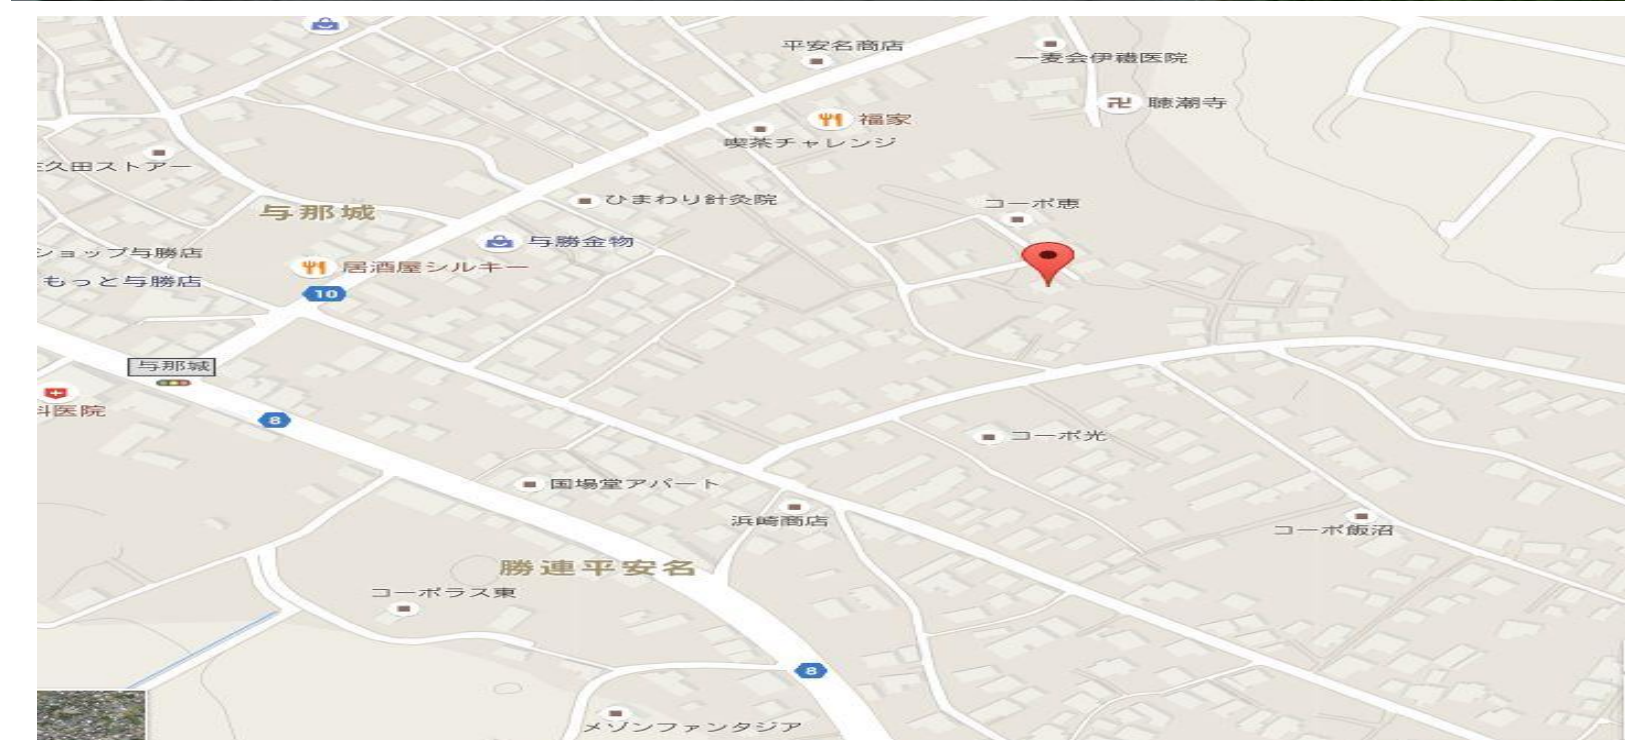 平安名商店
一麦会伊禮医院
卍 聴潮寺
福家
喫茶チャレンジ
久田ストアー
ひまわり針灸院
コーポ恵
与那城
与勝金物
ショップ与勝店
居酒屋シルキー
もっと与勝店
10
与那城
科医院
8
コーポ光
国場堂アパート
浜崎商店
コーポ飯沼
勝連平安名
コーポラス東
8
メゾンファンタジア